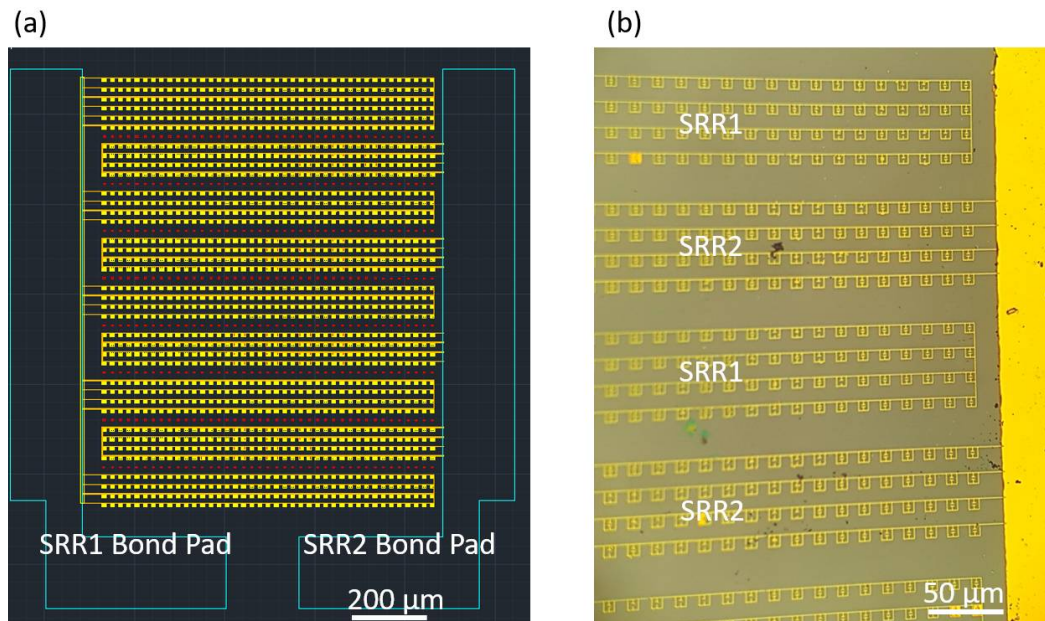 (a)
(b)
SRR1 Bond Pad
SRR2 Bond Pad
200 μm
SRR1
SRR2
SRR1
SRR2
50 μm